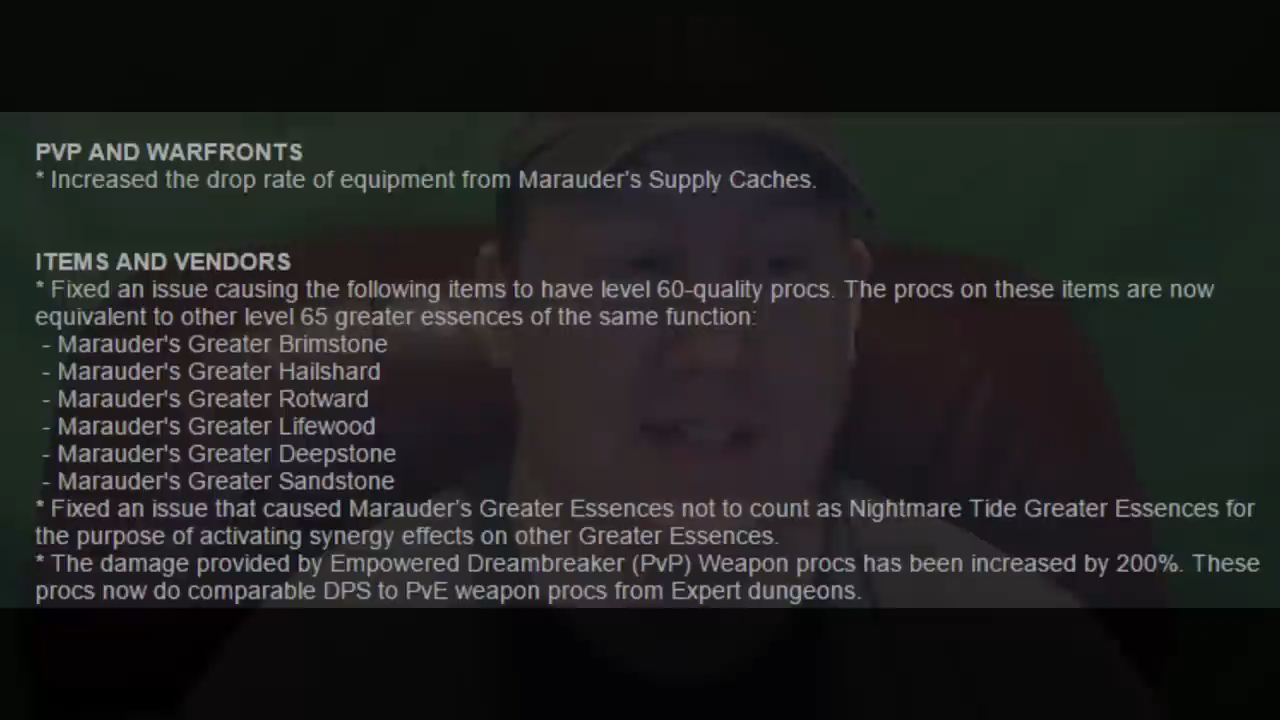 PVP AND WARFRONTS
* Increased the drop rate of equipment from Marauder's Supply Caches.
ITEMS AND VENDORS
* Fixed an issue causing the following items to have level 60-quality procs. The procs on these items are now
equivalent to other level 65 greater essences of the same function:
- Marauder's Greater Brimstone
- Marauder's Greater Hailshard
- Marauder's Greater Rotward
- Marauder's Greater Lifewood
- Marauder's Greater Deepstone
- Marauder's Greater Sandstone
* Fixed an issue that caused Marauder's Greater Essences not to count as Nightmare Tide Greater Essences for
the purpose of activating synergy effects on other Greater Essences.
* The damage provided by Empowered Dreambreaker (PvP) Weapon procs has been increased by 200%. These
procs now do comparable DPS to PvE weapon procs from Expert dungeons.